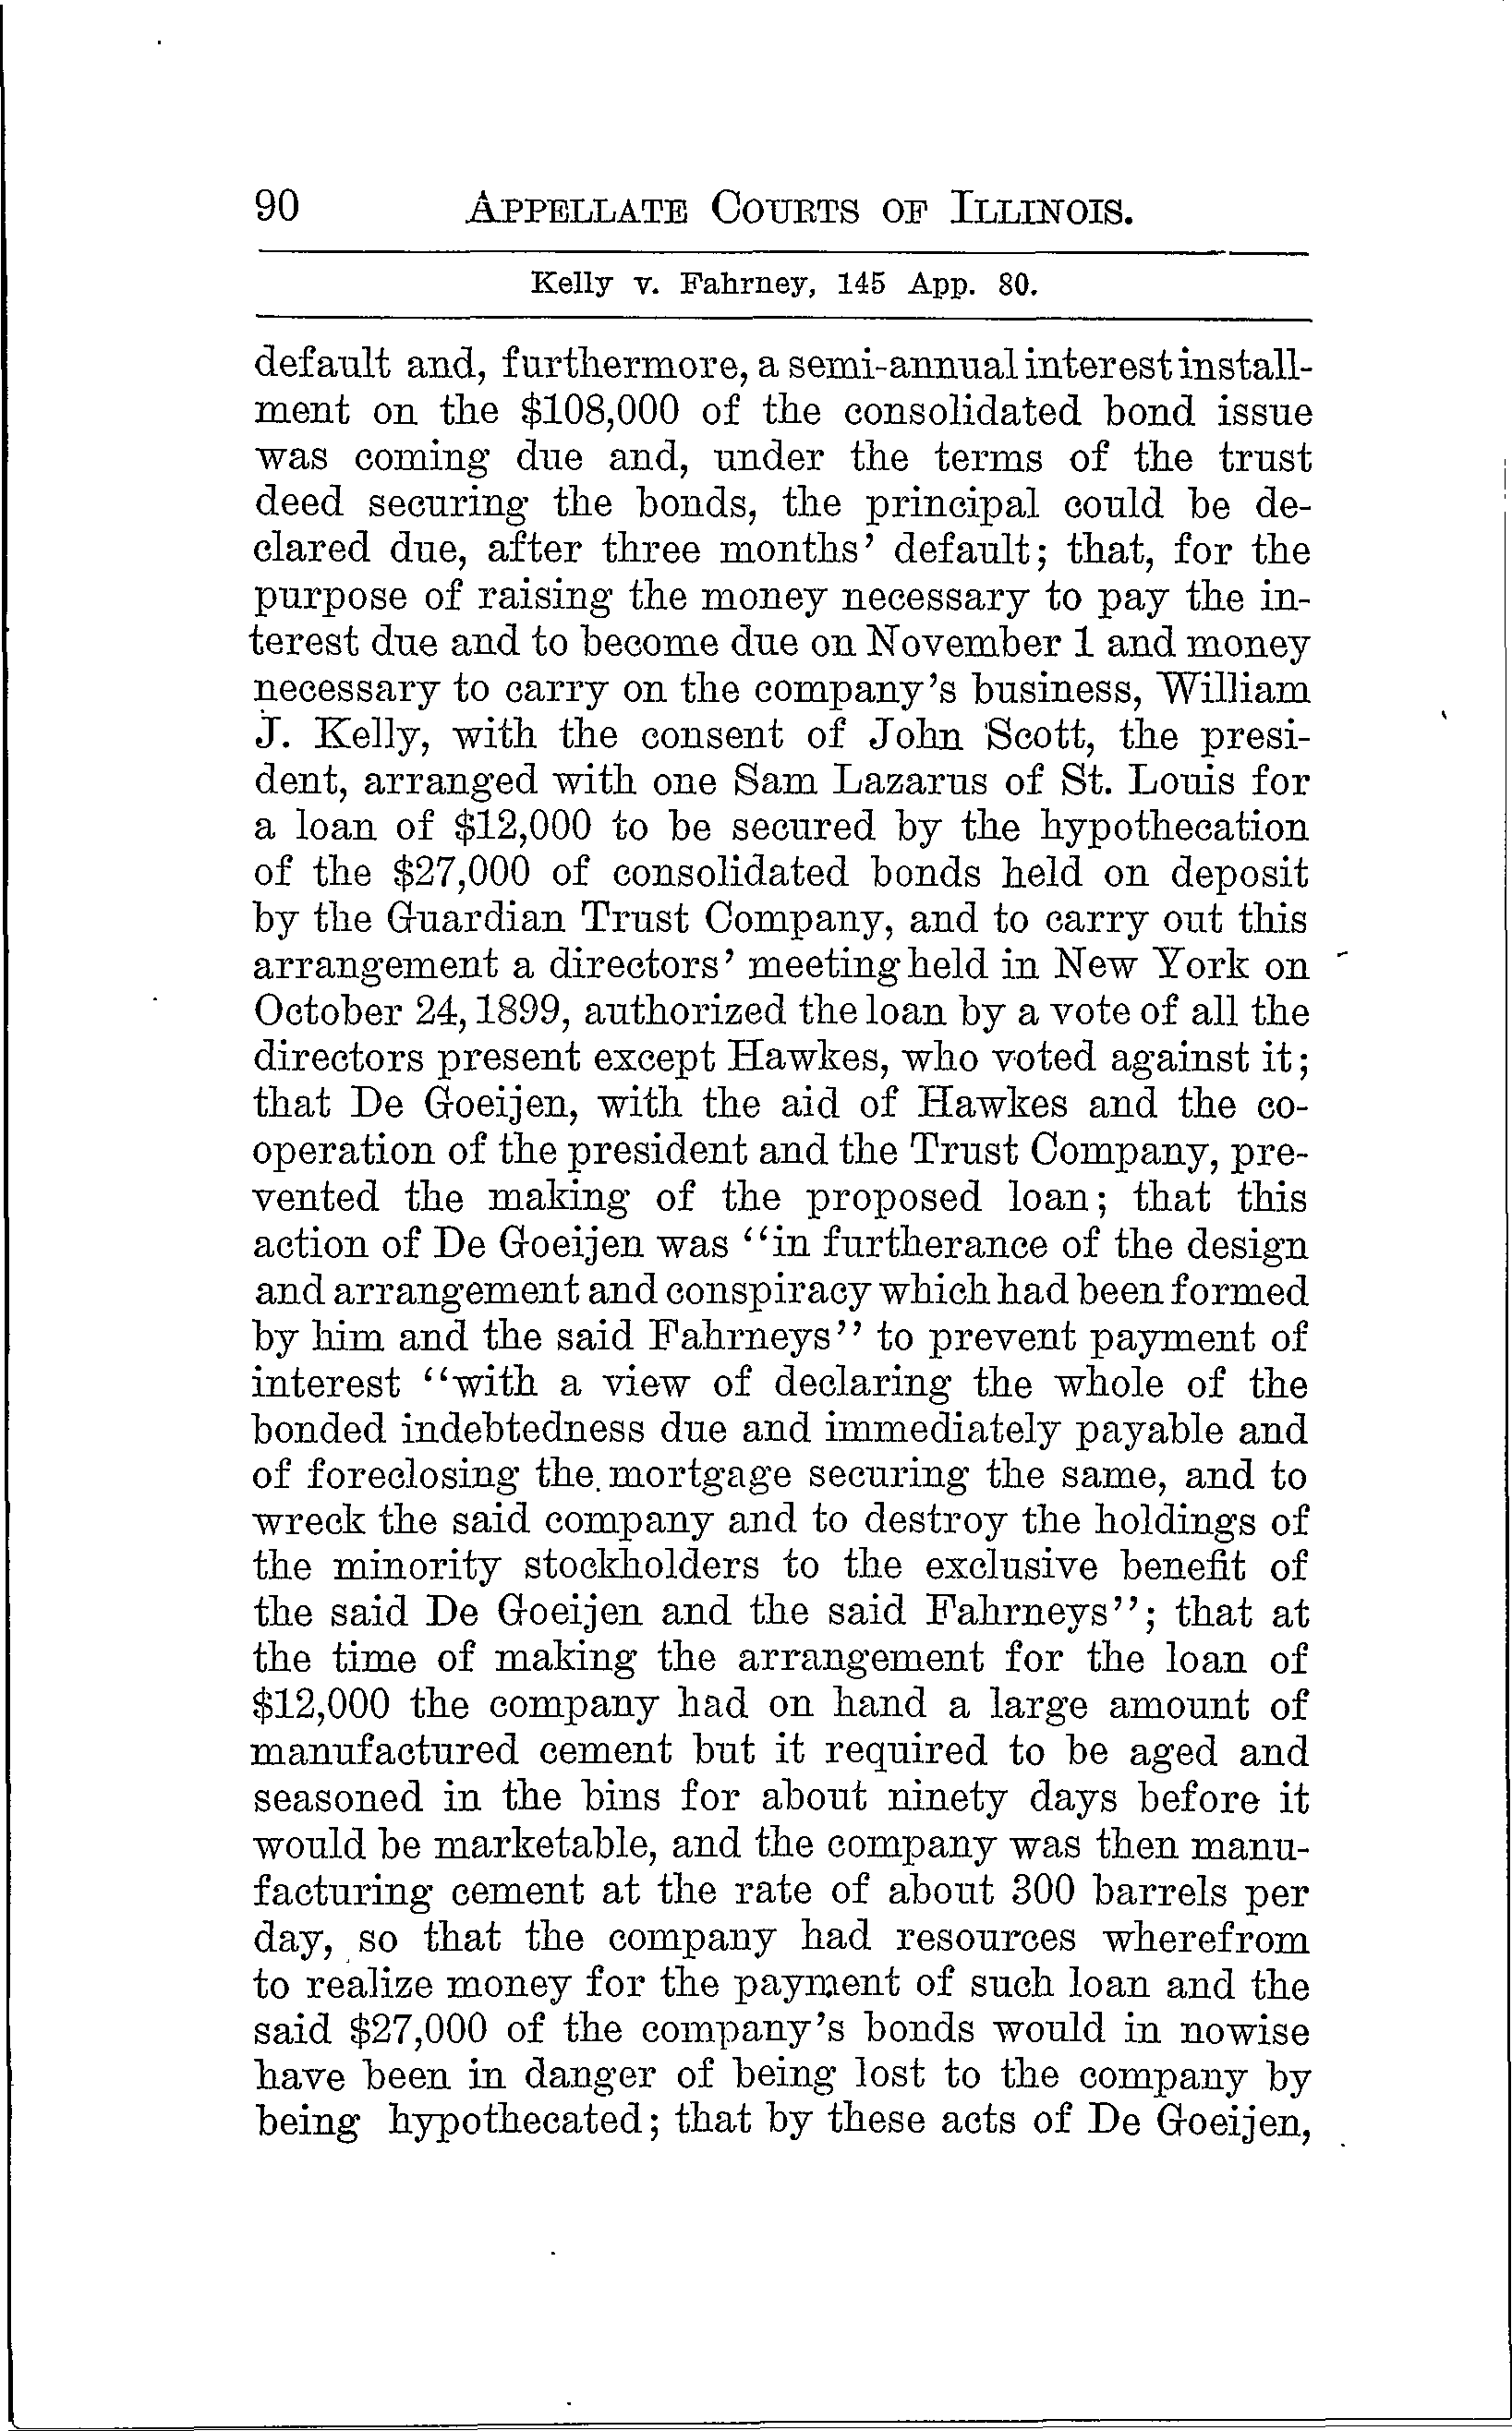 90 APPELLATE COURTS OF ILLINOIS.
Kelly v. Fahrney, 145 App. 80.
default and, furthermore, a semi-annual interest install-
ment on the $108,000 of the consolidated bond issue
was coming due and, under the terms of the trust
deed securing the bonds, the principal could be de-
clared due, after three months' default; that, for the
purpose of raising the money necessary to pay the in-
terest due and to become due on November 1 and money
necessary to carry on the company's business, William
J. Kelly, with the consent of John Scott, the presi-
dent, arranged with one Sam Lazarus of St. Louis for
a loan of $12,000 to be secured by the hypothecation
of the $27,000 of consolidated bonds held on deposit
by the Guardian Trust Company, and to carry out this
arrangement a directors' meeting held in New York on
October 24, 1899, authorized the loan by a vote of all the
directors present except Hawkes, who voted against it;
that De Goeijen, with the aid of Hawkes and the co-
operation of the president and the Trust Company, pre-
vented the making of the proposed loan; that this
action of De Goeijen was "in furtherance of the design
and arrangement and conspiracy which had been formed
by him and the said Fahrneys" to prevent payment of
interest "with a view of declaring the whole of the
bonded indebtedness due and immediately payable and
of foreclosing the mortgage securing the same, and to
wreck the said company and to destroy the holdings of
the minority stockholders to the exclusive benefit of
the said De Goeijen and the said Fahrneys"; that at
the time of making the arrangement for the loan of
$12,000 the company had on hand a large amount of
manufactured cement but it required to be aged and
seasoned in the bins for about ninety days before it
would be marketable, and the company was then manu-
facturing cement at the rate of about 300 barrels per
day, so that the company had resources wherefrom
to realize money for the payment of such loan and the
said $27,000 of the company's bonds would in nowise
have been in danger of being lost to the company by
being hypothecated; that by these acts of De Goeijen,